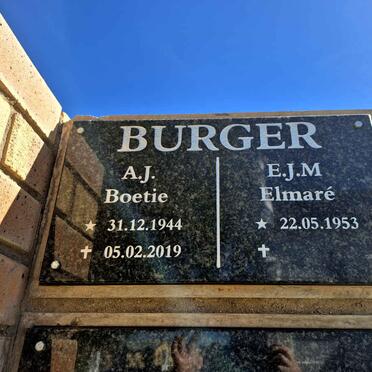 BURGER
A.J.
Boetie
★ 31.12.1944
✝ 05.02.2019
E.J.M
Elmaré
★ 22.05.1953
✝